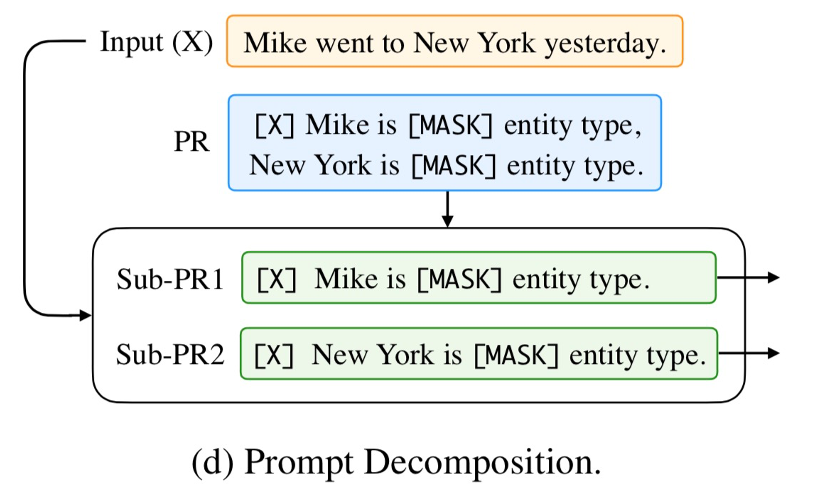 Input (X) Mike went to New York yesterday.
PR
[X] Mike is [MASK] entity type,
New York is [MASK] entity type.
Sub-PR1 [X] Mike is [MASK] entity type.
Sub-PR2 [X] New York is [MASK] entity type.
(d) Prompt Decomposition.